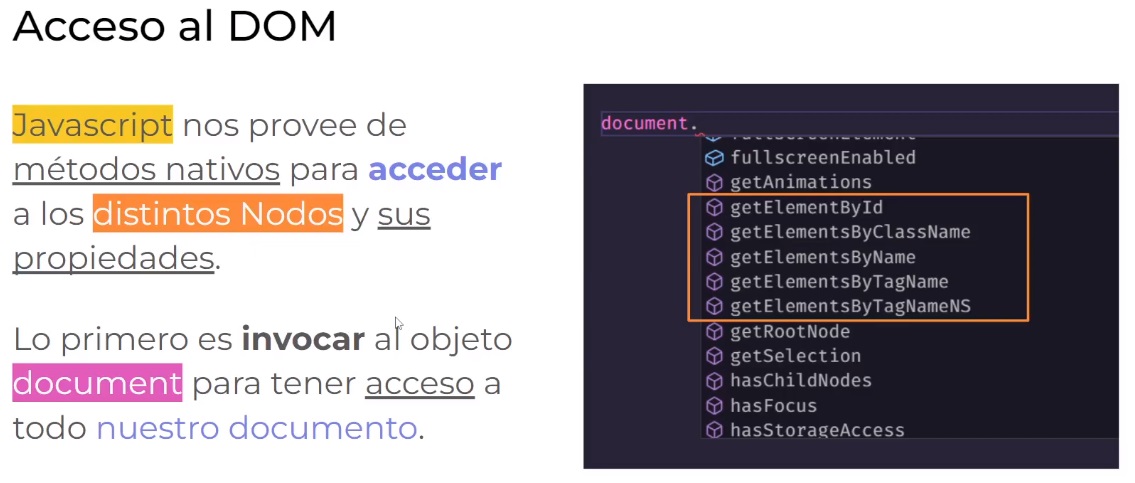 Acceso al DOM
Javascript nos provee de
métodos nativos para acceder
a los distintos Nodos y sus
propiedades.
Lo primero es invocar al objeto
document para tener acceso a
todo nuestro documento.
document.
fullscreenElement
fullscreenEnabled
getAnimations
getElementById
getElementsByClassName
getElementsByName
getElementsByTagName
getElementsByTagNameNS
getRootNode
getSelection
hasChildNodes
hasFocus
hasStorageAccess